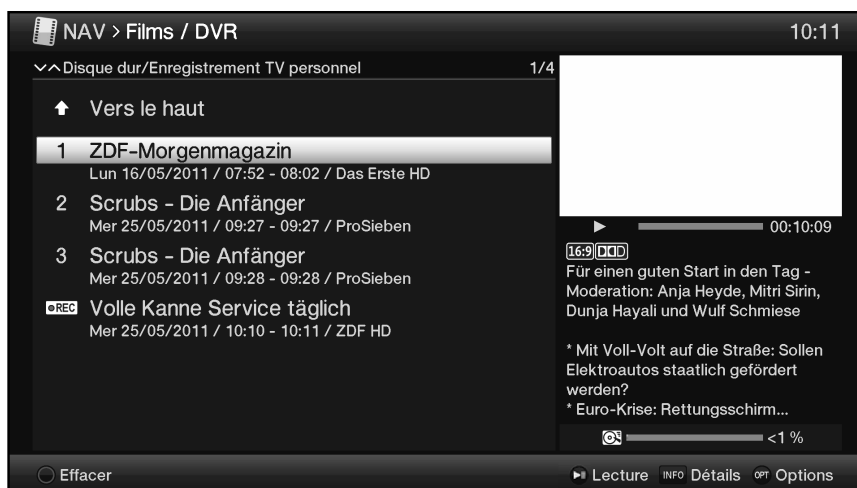 NAV > Films / DVR
10:11
Disque dur/Enregistrement TV personnel 1/4
Vers le haut
1 ZDF-Morgenmagazin
Lun 16/05/2011 / 07:52 - 08:02 / Das Erste HD
2 Scrubs - Die Anfänger
Mer 25/05/2011 / 09:27 - 09:27 / ProSieben
3 Scrubs - Die Anfänger
Mer 25/05/2011 / 09:28 - 09:28 / ProSieben
REC Volle Kanne Service täglich
Mer 25/05/2011 / 10:10 - 10:11 / ZDF HD
00:10:09
16:9 D
Für einen guten Start in den Tag -
Moderation: Anja Heyde, Mitri Sirin,
Dunja Hayali und Wulf Schmiese
* Mit Voll-Volt auf die Straße: Sollen
Elektroautos staatlich gefördert
werden?
* Euro-Krise: Rettungsschirm...
<1 %
Effacer
Lecture INFO Détails OPT Options